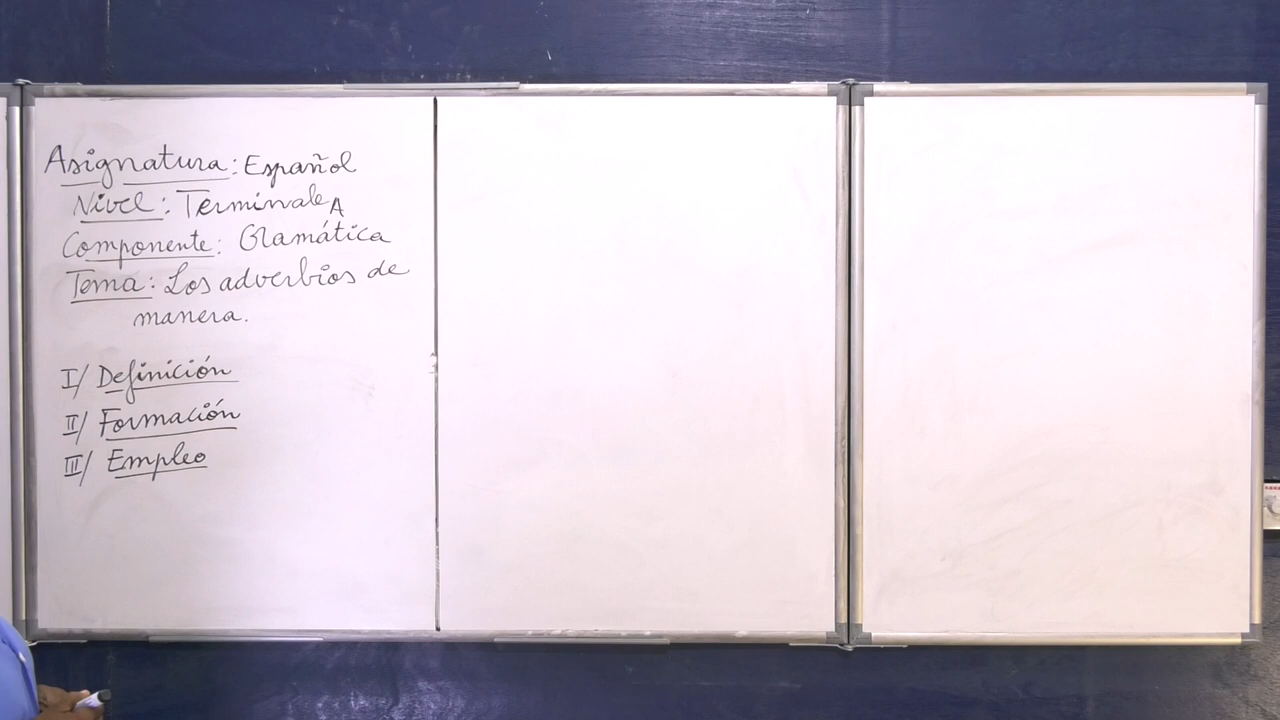 Asignatura: Español
Nivel: Terminale A
Componente: Gramática
Tema: Los adverbios de
manera.
I/ Definición
II/ Formación
III/ Empleo